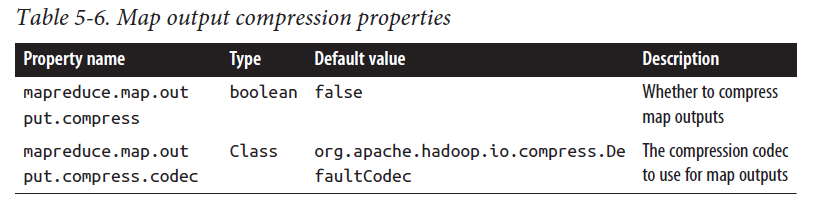 Table 5-6. Map output compression properties
Property name Type Default value Description
mapreduce.map.out boolean false Whether to compress
put.compress map outputs
mapreduce.map.out Class org.apache.hadoop.io.compress.De The compression codec
put.compress.codec faultCodec to use for map outputs